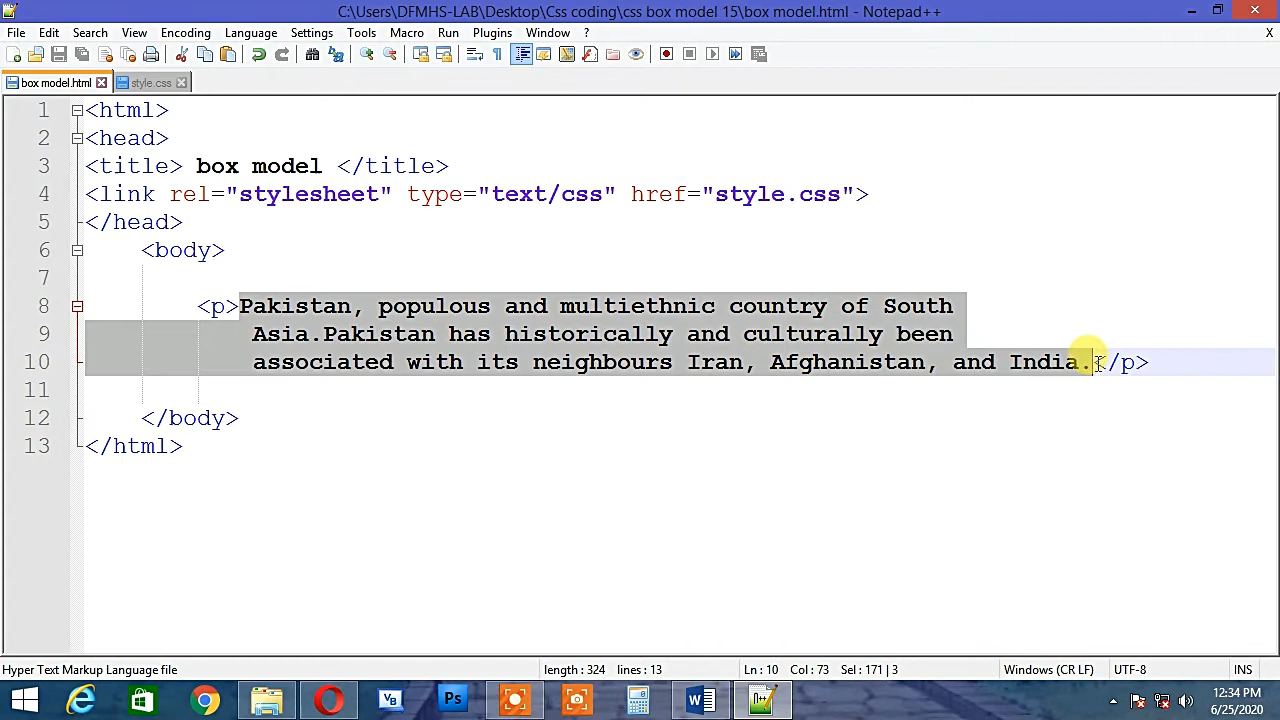 C:\Users\DFMHS-LAB\Desktop\Css coding\css box model 15\box model.html - Notepad++
File Edit Search View Encoding Language Settings Tools Macro Run Plugins Window ? X
box model.html style.css
1 <html>
2 <head>
3 <title> box model </title>
4 <link rel="stylesheet" type="text/css" href="style.css">
5 </head>
6 <body>
7
8 <p>Pakistan, populous and multiethnic country of South
9 Asia.Pakistan has historically and culturally been
10 associated with its neighbours Iran, Afghanistan, and India.</p>
11
12 </body>
13 </html>
Hyper Text Markup Language file length : 324 lines : 13 Ln : 10 Col : 73 Sel : 171 | 3 Windows (CR LF) UTF-8 INS
12:34 PM
6/25/2020